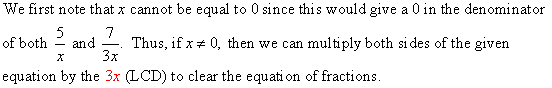 We first note that x cannot be equal to 0 since this would give a 0 in the denominator
of both 5/x and 7/3x. Thus, if x ≠ 0, then we can multiply both sides of the given
equation by the 3x (LCD) to clear the equation of fractions.